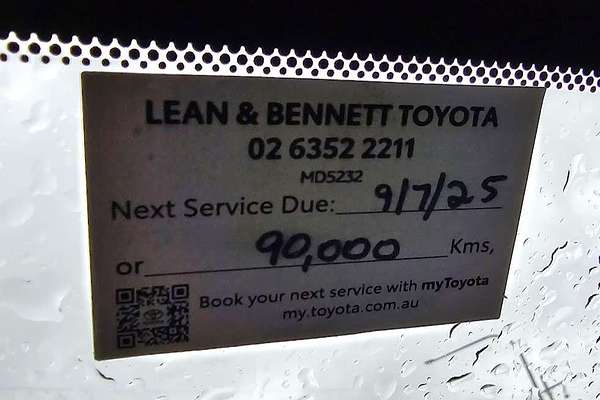 LEAN & BENNETT TOYOTA
02 6352 2211
MD5232
Next Service Due: 9/7/25
or 90,000 Kms,
Book your next service with myToyota
my.toyota.com.au